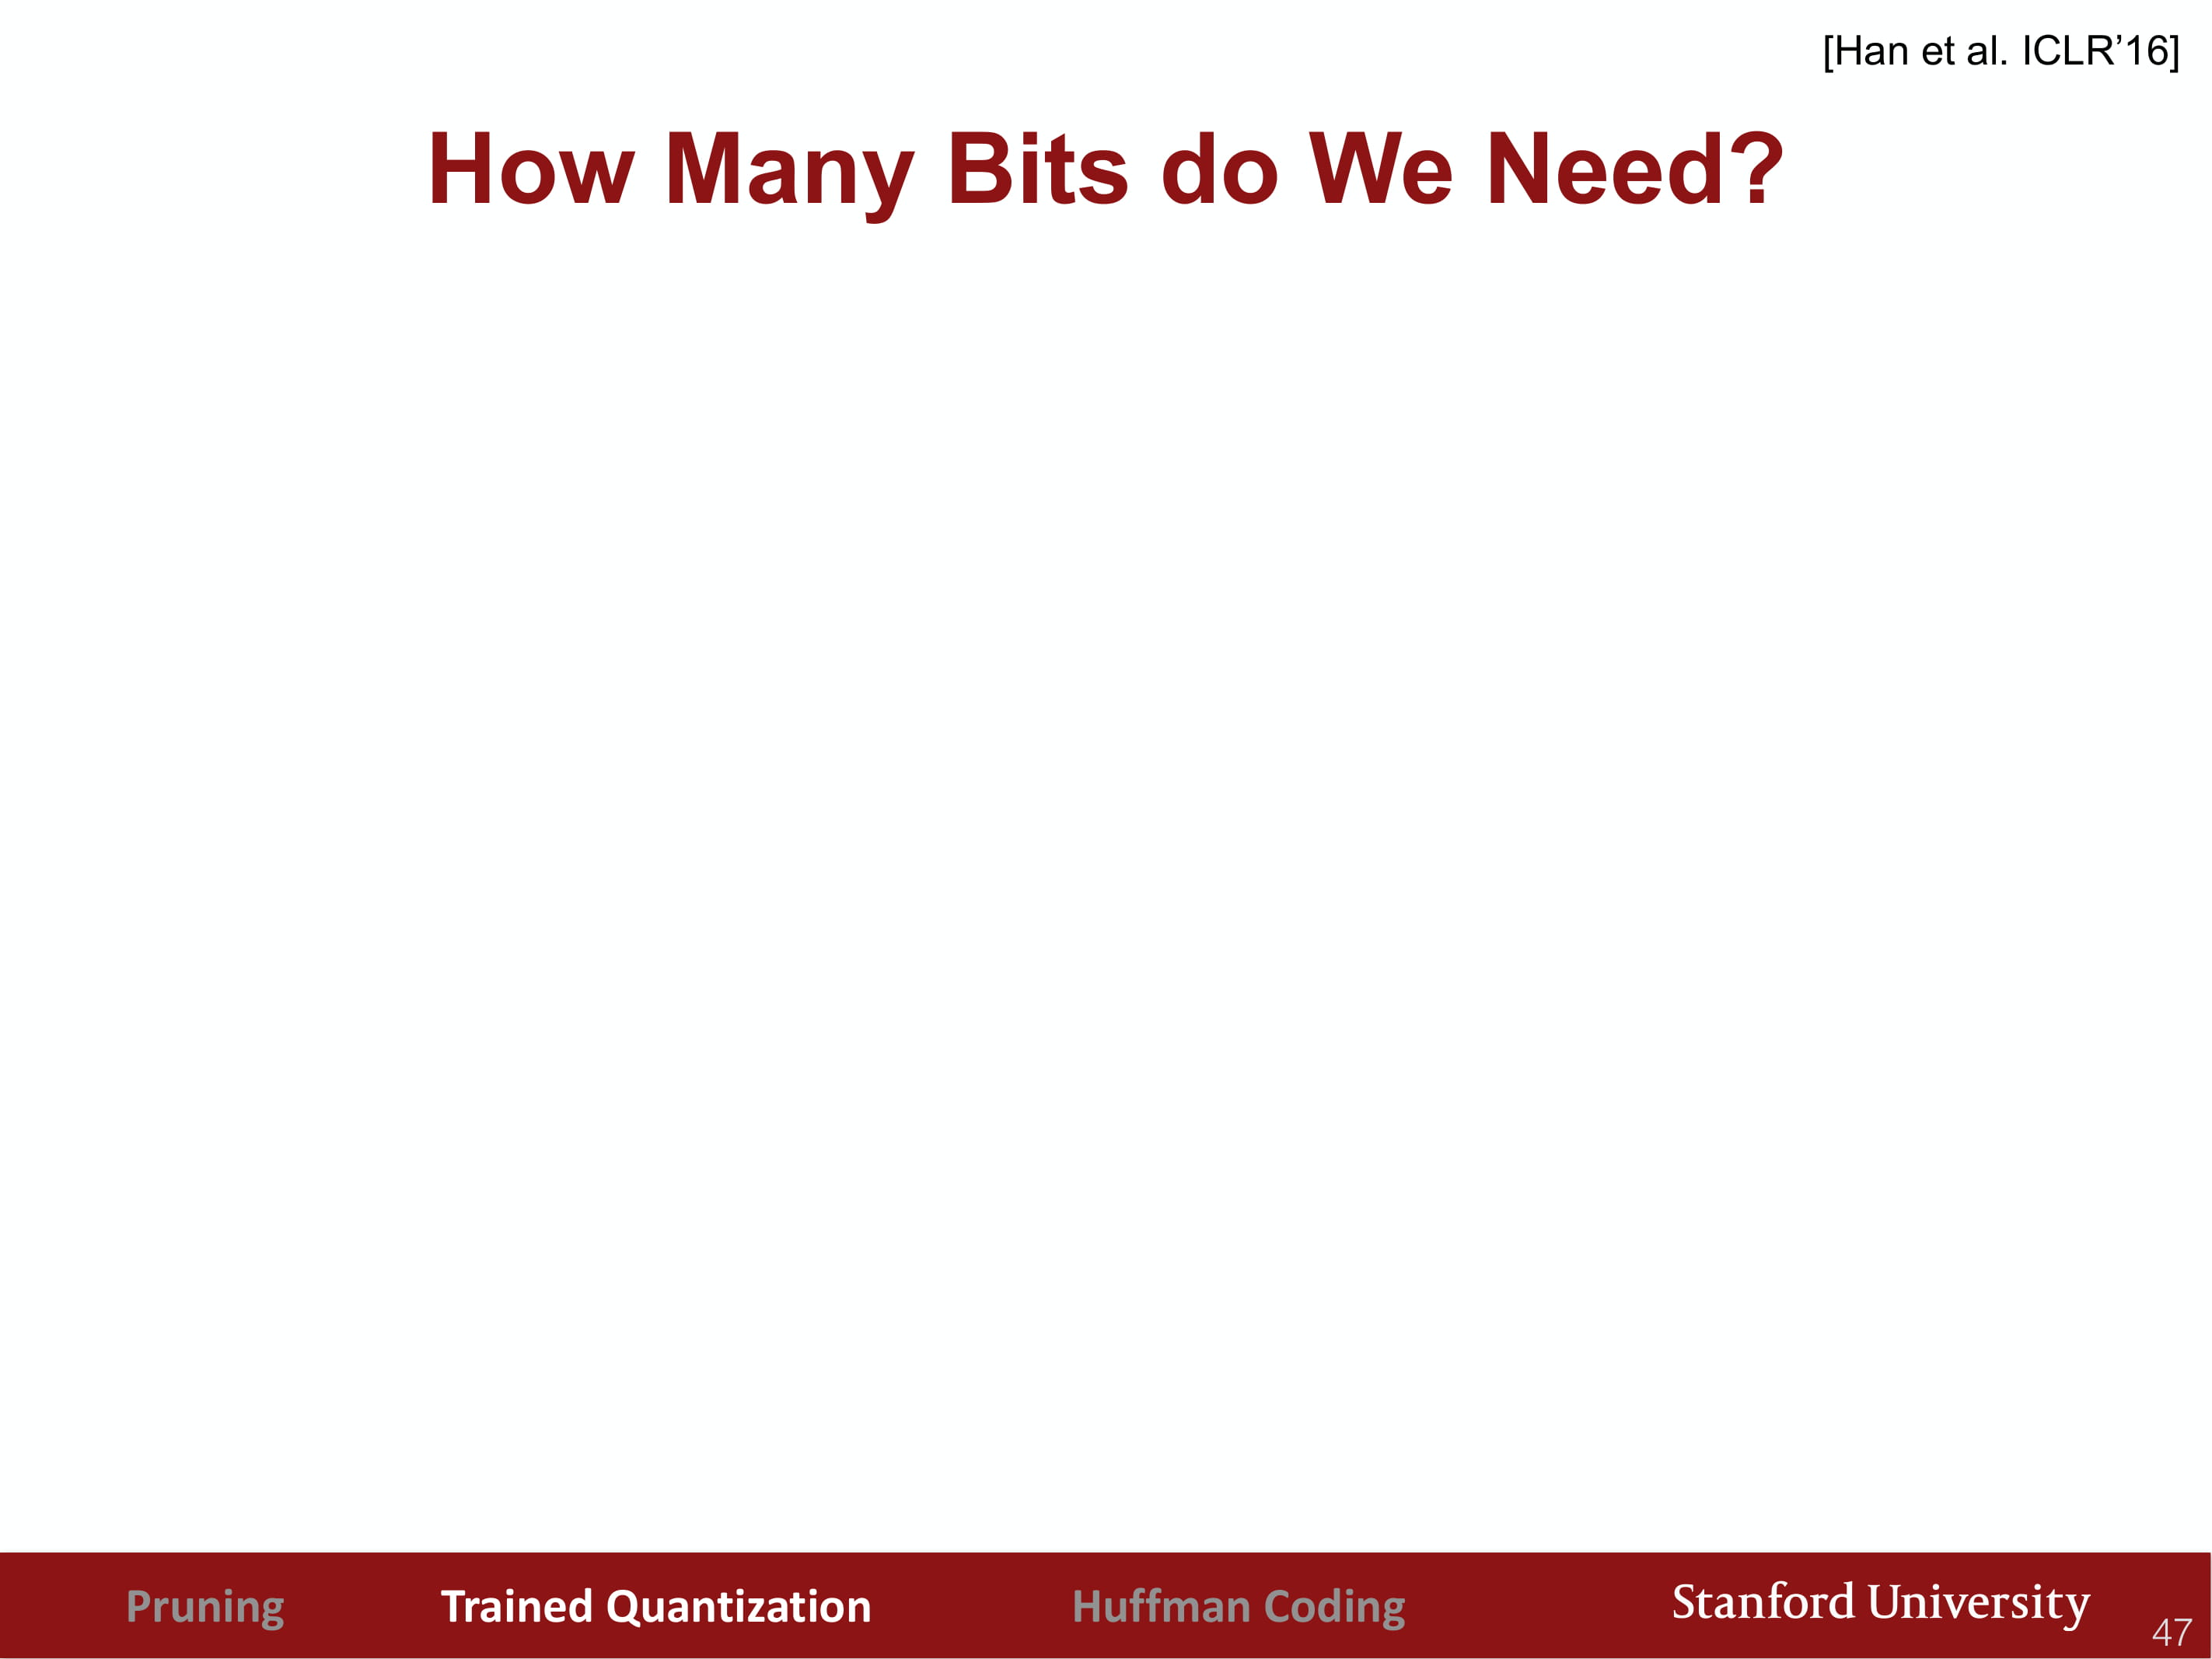 [Han et al. ICLR’16]
How Many Bits do We Need?
Pruning Trained Quantization Huffman Coding Stanford University 47